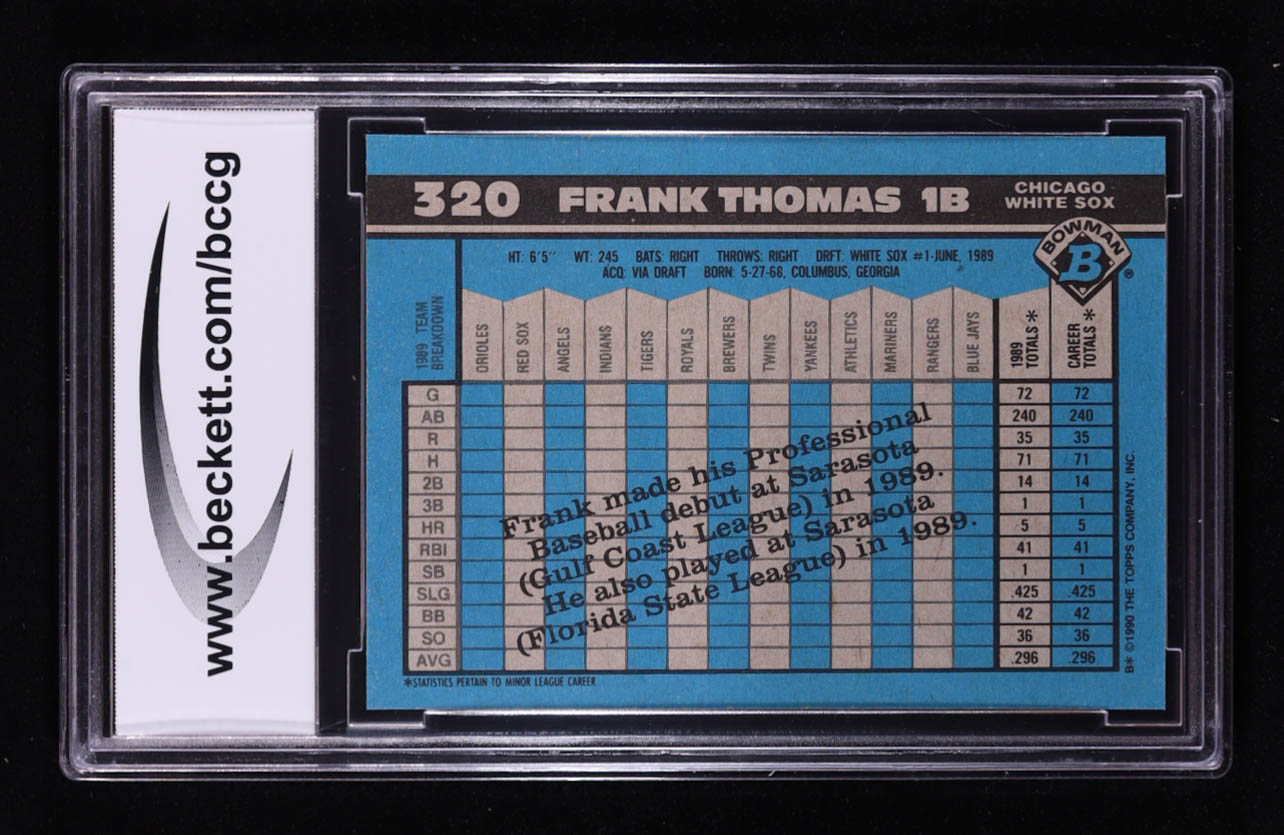 www.beckett.com/bccg
320 FRANK THOMAS 1B
CHICAGO
WHITE SOX
BOWMAN
B
®
HT: 6'5" WT: 245 BATS: RIGHT THROWS: RIGHT DRFT: WHITE SOX #1-JUNE, 1989
ACQ: VIA DRAFT BORN: 5-27-68, COLUMBUS, GEORGIA
1989 TEAM
BREAKDOWN
ORIOLES
RED SOX
ANGELS
INDIANS
TIGERS
ROYALS
BREWERS
TWINS
YANKEES
ATHLETICS
MARINERS
RANGERS
BLUE JAYS
1989
TOTALS *
CAREER
TOTALS *
G 72 72
AB 240 240
R 35 35
H 71 71
2B 14 14
3B 1 1
HR 5 5
RBI 41 41
SB 1 1
SLG .425 .425
BB 42 42
SO 36 36
AVG .296 .296
Frank made his Professional
Baseball debut at Sarasota
(Gulf Coast League) in 1989.
He also played at Sarasota
(Florida State League) in 1989.
*STATISTICS PERTAIN TO MINOR LEAGUE CAREER
B* ©1990 THE TOPPS COMPANY, INC.